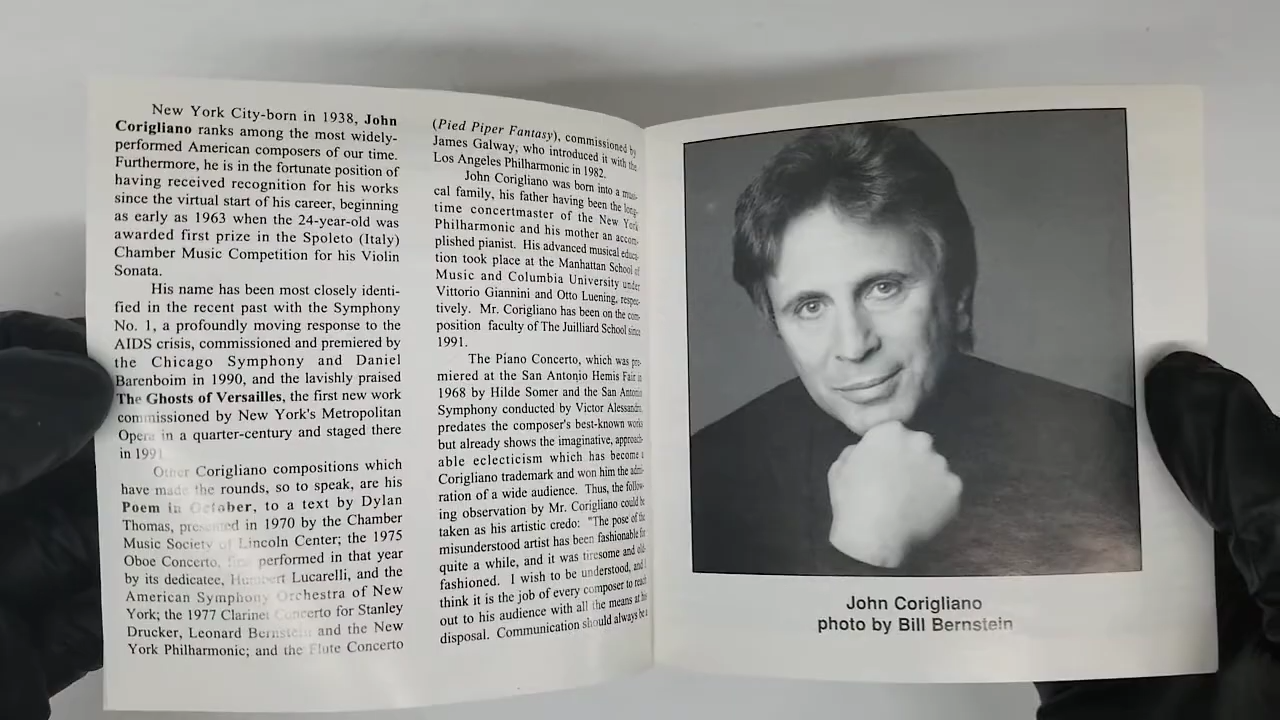 New York City-born in 1938, John
Corigliano ranks among the most widely-
performed American composers of our time.
Furthermore, he is in the fortunate position of
having received recognition for his works
since the virtual start of his career, beginning
as early as 1963 when the 24-year-old was
awarded first prize in the Spoleto (Italy)
Chamber Music Competition for his Violin
Sonata.
His name has been most closely identi-
fied in the recent past with the Symphony
No. 1, a profoundly moving response to the
AIDS crisis, commissioned and premiered by
the Chicago Symphony and Daniel
Barenboim in 1990, and the lavishly praised
The Ghosts of Versailles, the first new work
commissioned by New York's Metropolitan
Opera in a quarter-century and staged there
in 1991
Other Corigliano compositions which
have made the rounds, so to speak, are his
Poem in October, to a text by Dylan
Thomas, presented in 1970 by the Chamber
Music Society of Lincoln Center; the 1975
Oboe Concerto, first performed in that year
by its dedicatee, Humbert Lucarelli, and the
American Symphony Orchestra of New
York; the 1977 Clarinet Concerto for Stanley
Drucker, Leonard Bernstein and the New
York Philharmonic; and the Flute Concerto
(Pied Piper Fantasy), commissioned by
James Galway, who introduced it with the
Los Angeles Philharmonic in 1982.
John Corigliano was born into a musi-
cal family, his father having been the long-
time concertmaster of the New York
Philharmonic and his mother an accom-
plished pianist. His advanced musical educa-
tion took place at the Manhattan School of
Music and Columbia University under
Vittorio Giannini and Otto Luening, respec-
tively. Mr. Corigliano has been on the com-
position faculty of The Juilliard School since
1991.
The Piano Concerto, which was pre-
miered at the San Antonio Hemis Fair in
1968 by Hilde Somer and the San Antonio
Symphony conducted by Victor Alessandro,
predates the composer's best-known works
but already shows the imaginative, approach-
able eclecticism which has become a
Corigliano trademark and won him the admi-
ration of a wide audience. Thus, the follow-
ing observation by Mr. Corigliano could be
taken as his artistic credo: "The pose of the
misunderstood artist has been fashionable for
quite a while, and it was tiresome and old-
fashioned. I wish to be understood, and I
think it is the job of every composer to reach
out to his audience with all the means at his
disposal. Communication should always be a
John Corigliano
photo by Bill Bernstein